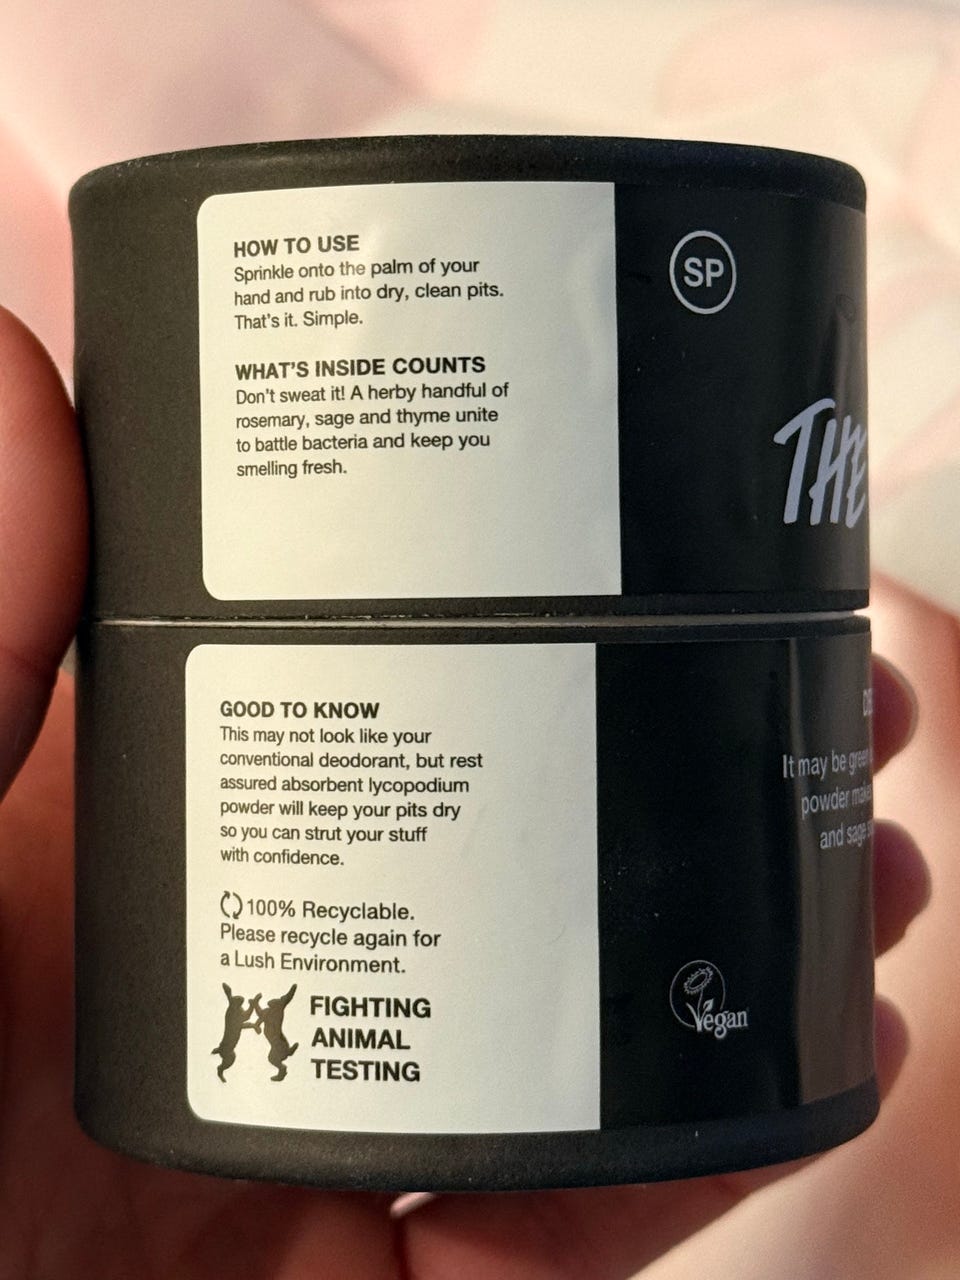 HOW TO USE
Sprinkle onto the palm of your
hand and rub into dry, clean pits.
That's it. Simple.
WHAT'S INSIDE COUNTS
Don't sweat it! A herby handful of
rosemary, sage and thyme unite
to battle bacteria and keep you
smelling fresh.
SP
THE
GOOD TO KNOW
This may not look like your
conventional deodorant, but rest
assured absorbent lycopodium
powder will keep your pits dry
so you can strut your stuff
with confidence.
100% Recyclable.
Please recycle again for
a Lush Environment.
FIGHTING
ANIMAL
TESTING
It may be green
powder makes
and sage
Vegan